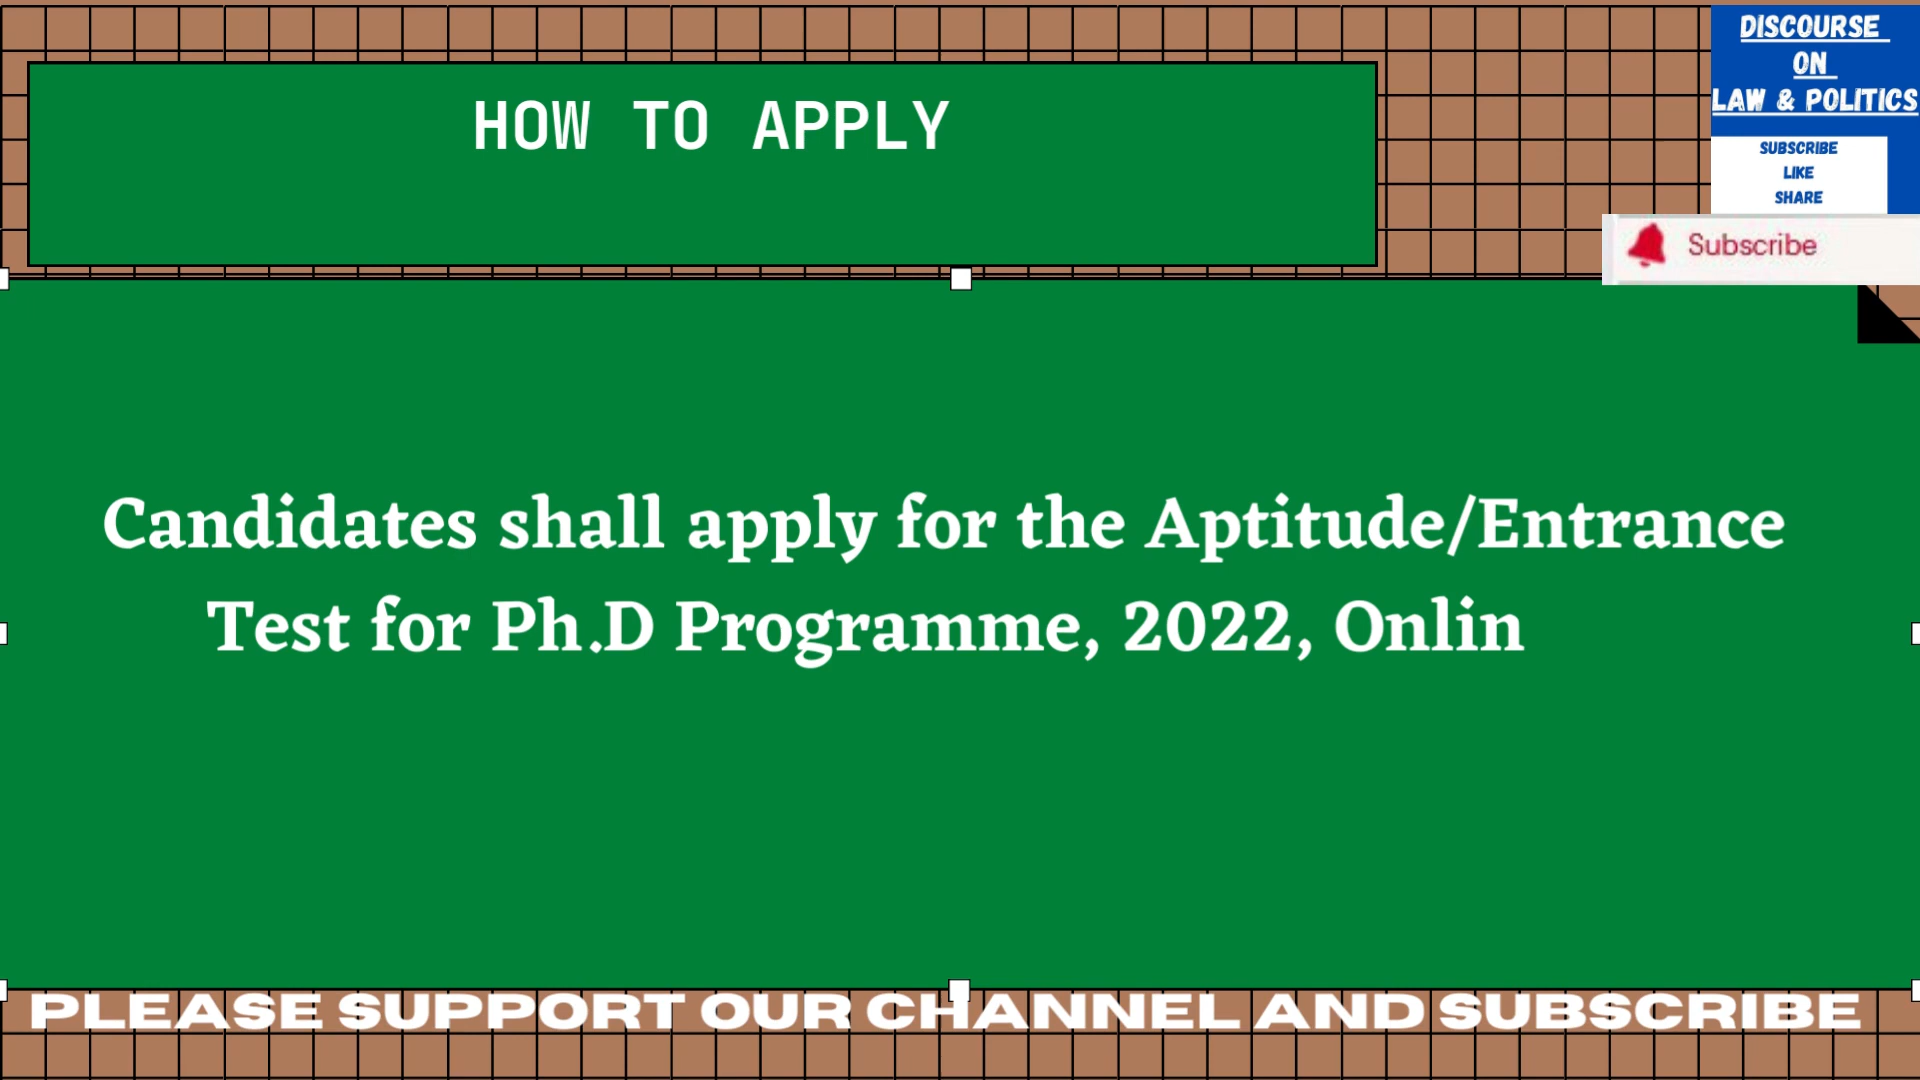 HOW TO APPLY
DISCOURSE
ON
LAW & POLITICS
SUBSCRIBE
LIKE
SHARE
Subscribe
Candidates shall apply for the Aptitude/Entrance
Test for Ph.D Programme, 2022, Onlin
PLEASE SUPPORT OUR CHANNEL AND SUBSCRIBE